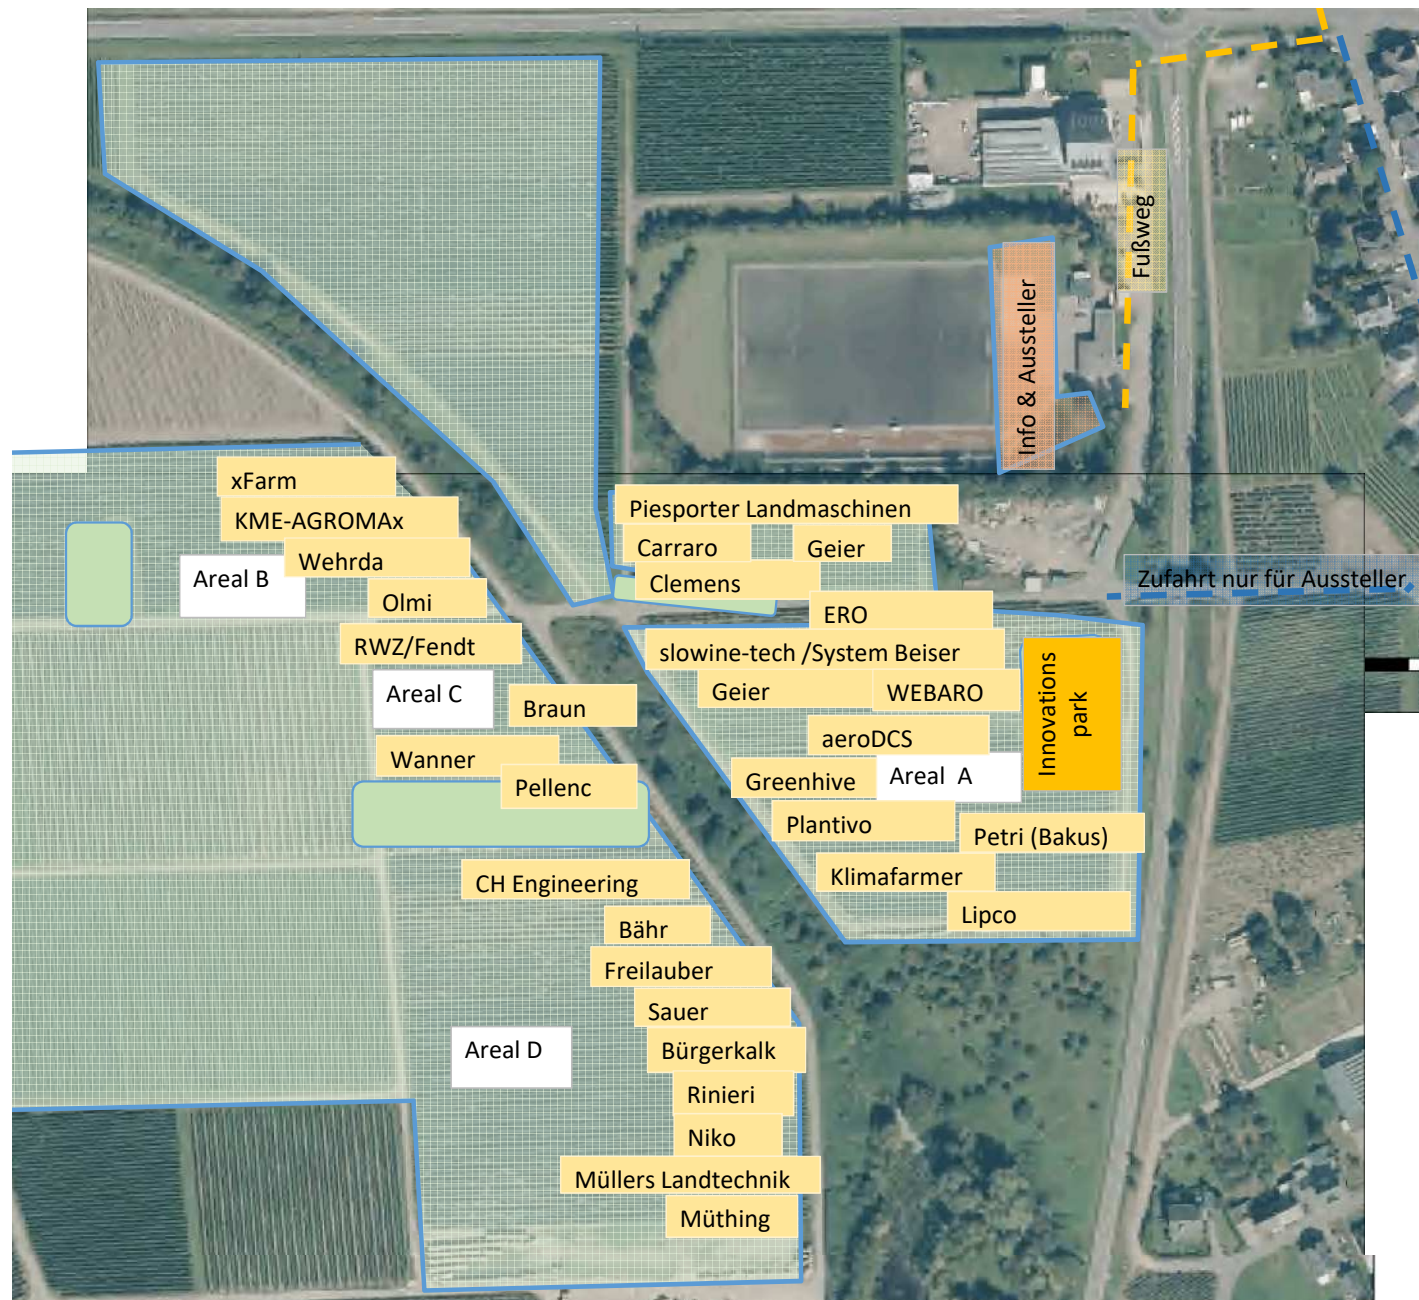 Fußweg
Info & Aussteller
xFarm
KME-AGROMAx
Wehrda
Areal B
Olmi
RWZ/Fendt
Areal C
Braun
Wanner
Pellenc
CH Engineering
Bähr
Freilauber
Sauer
Areal D
Bürgerkalk
Rinieri
Niko
Müllers Landtechnik
Müthing
Piesporter Landmaschinen
Carraro
Geier
Clemens
Zufahrt nur für Aussteller
ERO
slowine-tech /System Beiser
Geier
WEBARO
Innovations
park
aeroDCS
Greenhive
Areal A
Plantivo
Petri (Bakus)
Klimafarmer
Lipco